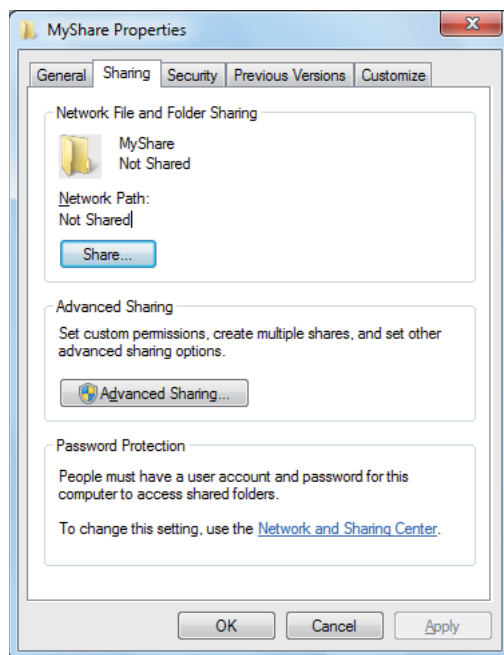 MyShare Properties
General Sharing Security Previous Versions Customize
Network File and Folder Sharing
MyShare
Not Shared
Network Path:
Not Shared
Share...
Advanced Sharing
Set custom permissions, create multiple shares, and set other
advanced sharing options.
Advanced Sharing...
Password Protection
People must have a user account and password for this
computer to access shared folders.
To change this setting, use the Network and Sharing Center.
OK Cancel Apply